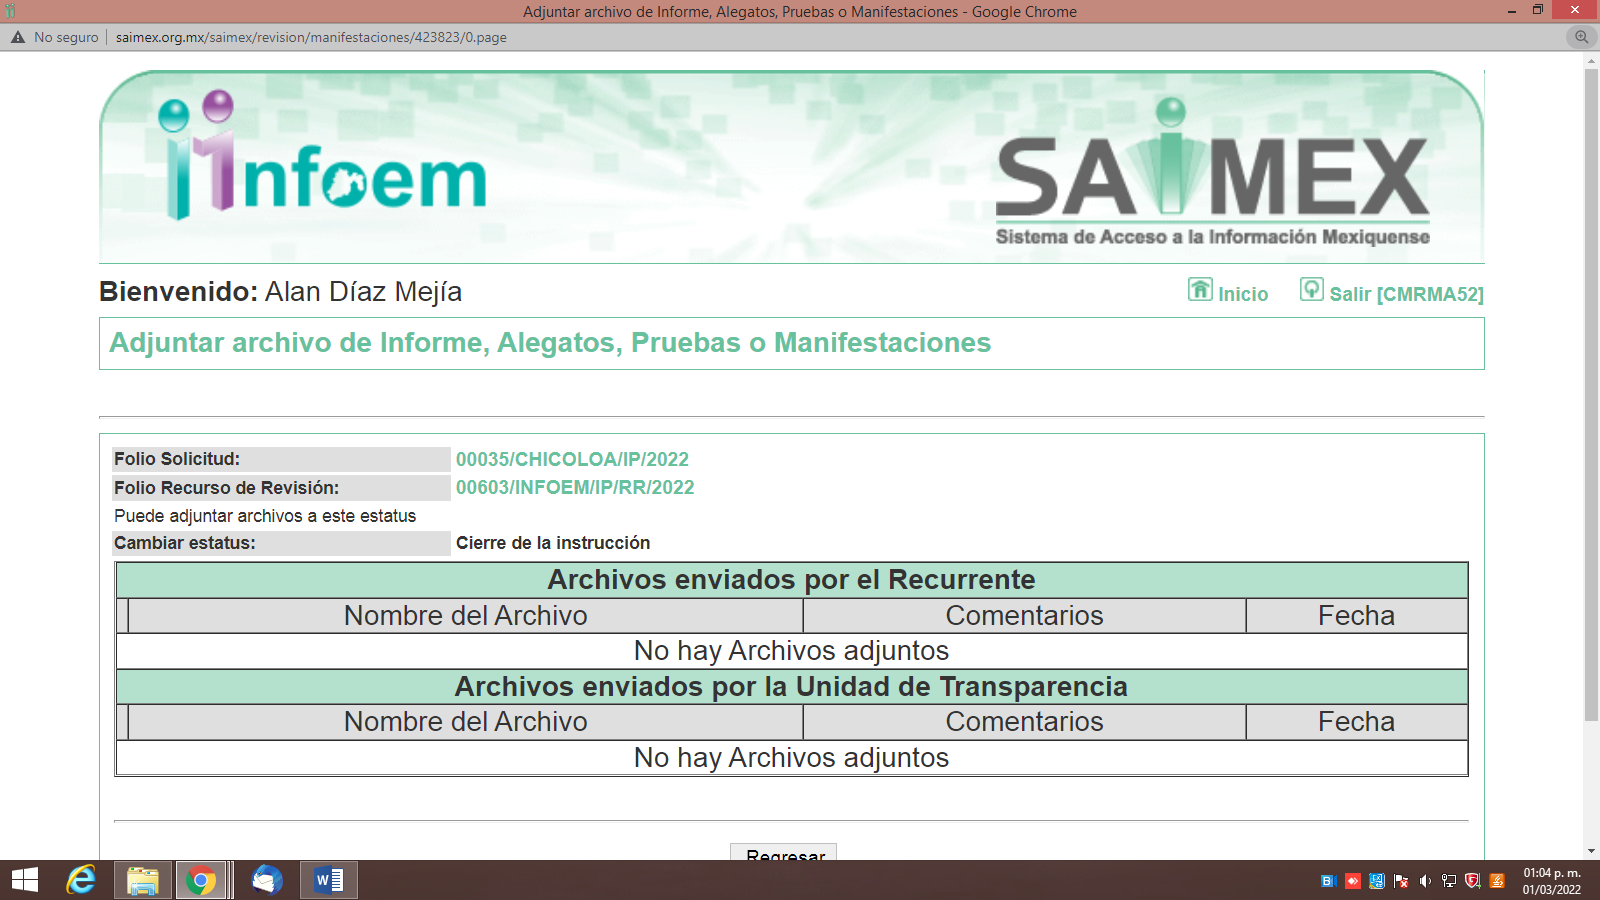 Adjuntar archivo de Informe, Alegatos, Pruebas o Manifestaciones - Google Chrome
No seguro | saimex.org.mx/saimex/revision/manifestaciones/423823/0.page
infoem
SAIMEX
Sistema de Acceso a la Información Mexiquense
Bienvenido: Alan Díaz Mejía
Inicio
Salir [CMRMA52]
Adjuntar archivo de Informe, Alegatos, Pruebas o Manifestaciones
Folio Solicitud: 00035/CHICOLOA/IP/2022
Folio Recurso de Revisión: 00603/INFOEM/IP/RR/2022
Puede adjuntar archivos a este estatus
Cambiar estatus: Cierre de la instrucción
Archivos enviados por el Recurrente
Nombre del Archivo Comentarios Fecha
No hay Archivos adjuntos
Archivos enviados por la Unidad de Transparencia
Nombre del Archivo Comentarios Fecha
No hay Archivos adjuntos
Regresar
01:04 p. m.
01/03/2022